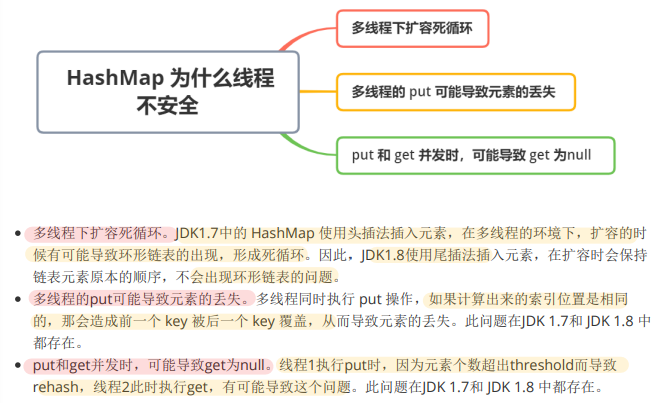 HashMap 为什么线程
不安全
多线程下扩容死循环
多线程的 put 可能导致元素的丢失
put 和 get 并发时，可能导致 get 为null
多线程下扩容死循环。JDK1.7中的 HashMap 使用头插法插入元素，在多线程的环境下，扩容的时
候有可能导致环形链表的出现，形成死循环。因此，JDK1.8使用尾插法插入元素，在扩容时会保持
链表元素原本的顺序，不会出现环形链表的问题。
多线程的put可能导致元素的丢失。多线程同时执行 put 操作，如果计算出来的索引位置是相同
的，那会造成前一个 key 被后一个 key 覆盖，从而导致元素的丢失。此问题在JDK 1.7和 JDK 1.8 中
都存在。
put和get并发时，可能导致get为null。线程1执行put时，因为元素个数超出threshold而导致
rehash，线程2此时执行get，有可能导致这个问题。此问题在JDK 1.7和 JDK 1.8 中都存在。